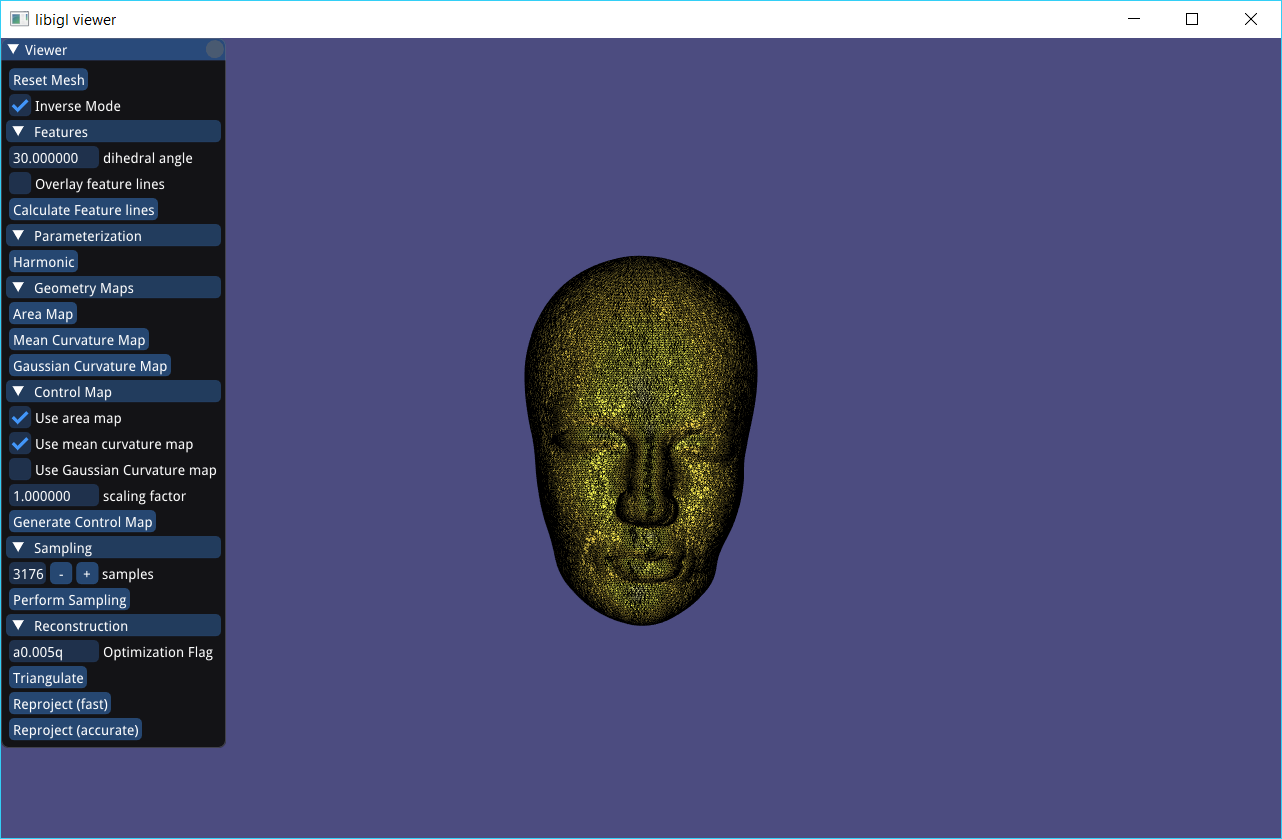 libigl viewer
Viewer
Reset Mesh
Inverse Mode
Features
30.000000 dihedral angle
Overlay feature lines
Calculate Feature lines
Parameterization
Harmonic
Geometry Maps
Area Map
Mean Curvature Map
Gaussian Curvature Map
Control Map
Use area map
Use mean curvature map
Use Gaussian Curvature map
1.000000 scaling factor
Generate Control Map
Sampling
3176 - + samples
Perform Sampling
Reconstruction
a0.005q Optimization Flag
Triangulate
Reproject (fast)
Reproject (accurate)